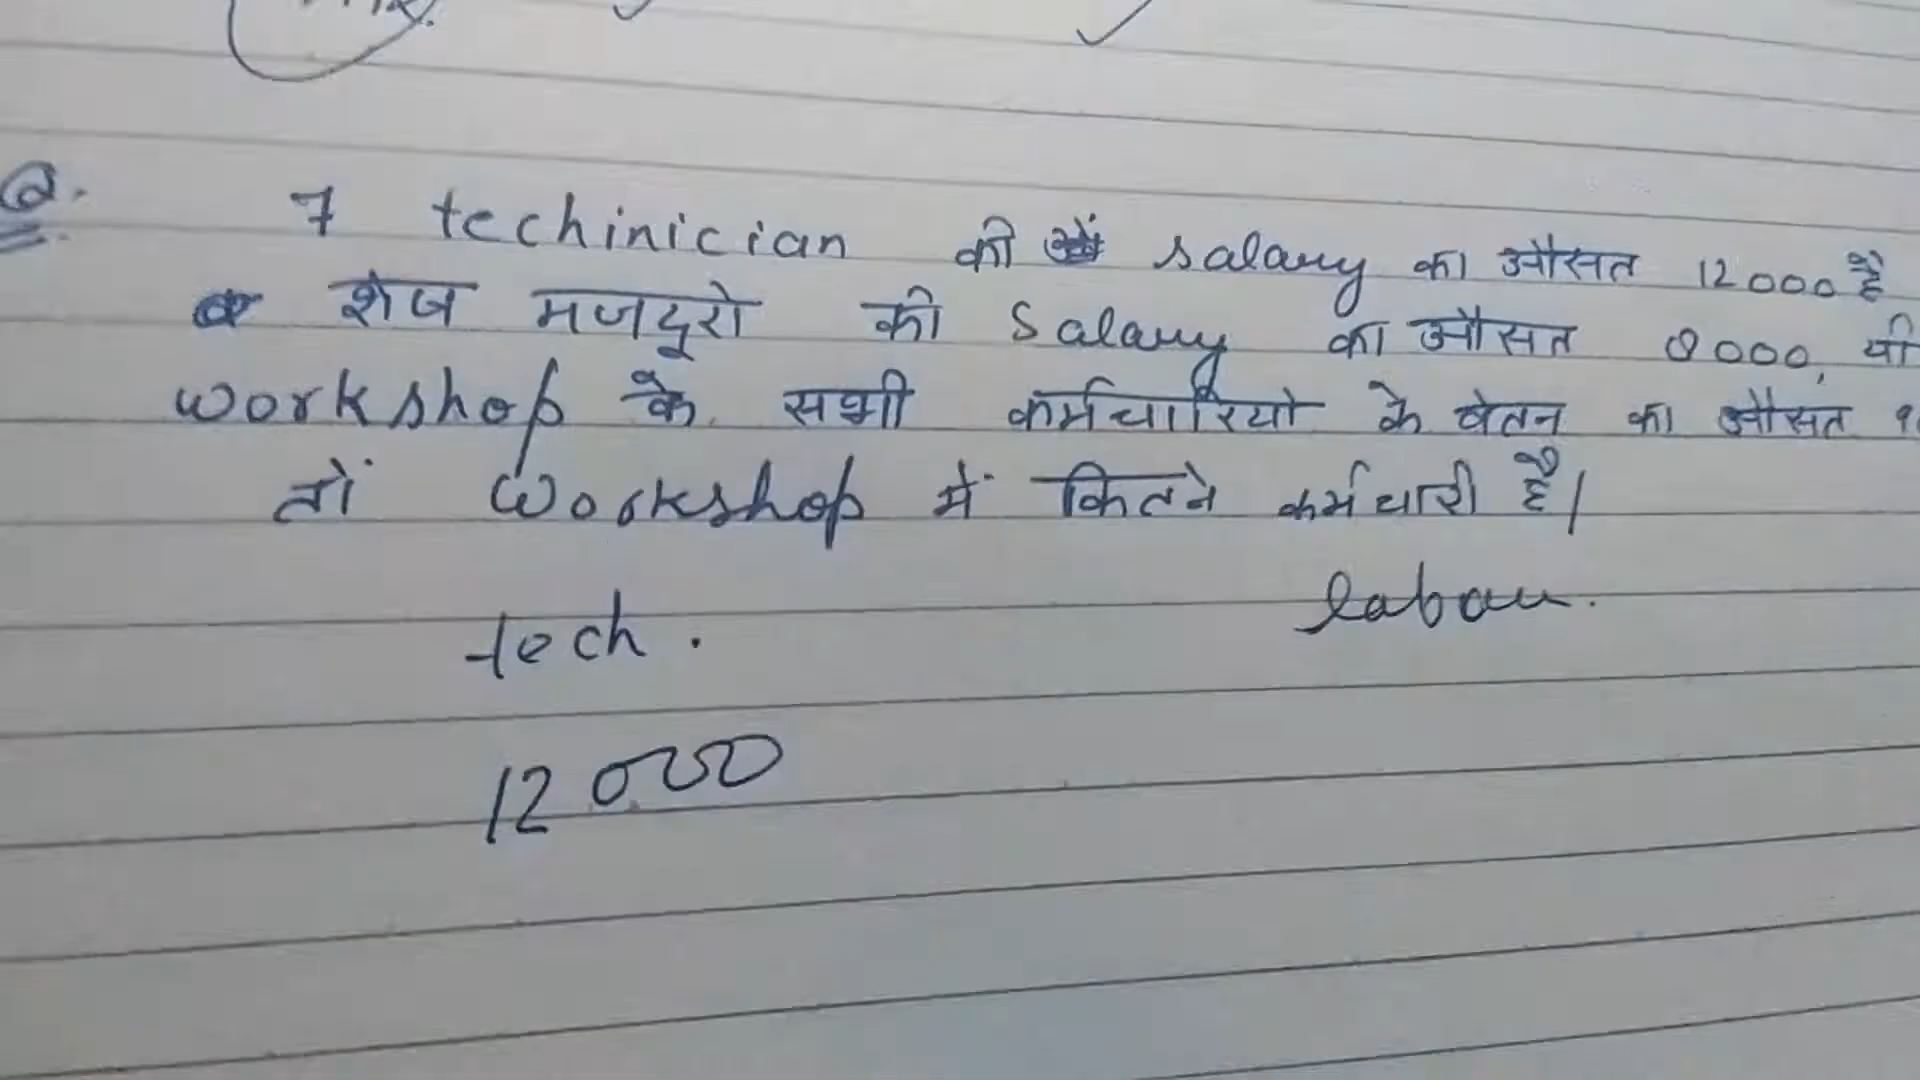 Q. 7 techinician की salary का औसत 12000 है
शेष मजदूरो की Salary का औसत 8000, यी
workshop के सभी कर्मचारियो के वेतन का औसत
तो workshop में कितने कर्मचारी है।
tech. labour.
12000